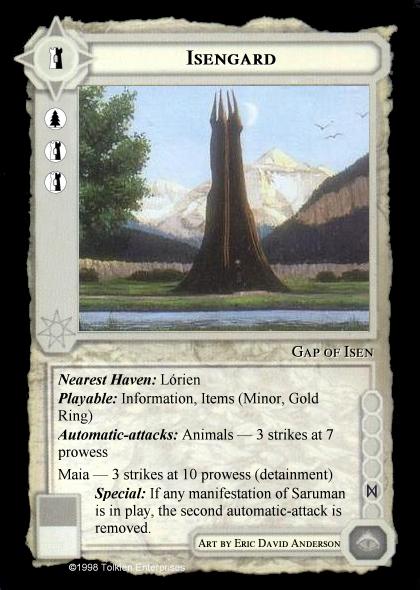 ISENGARD
GAP OF ISEN
Nearest Haven: Lórien
Playable: Information, Items (Minor, Gold
Ring)
Automatic-attacks: Animals — 3 strikes at 7
prowess
Maia — 3 strikes at 10 prowess (detainment)
Special: If any manifestation of Saruman
is in play, the second automatic-attack is
removed.
ART BY ERIC DAVID ANDERSON
©1998 Tolkien Enterprises